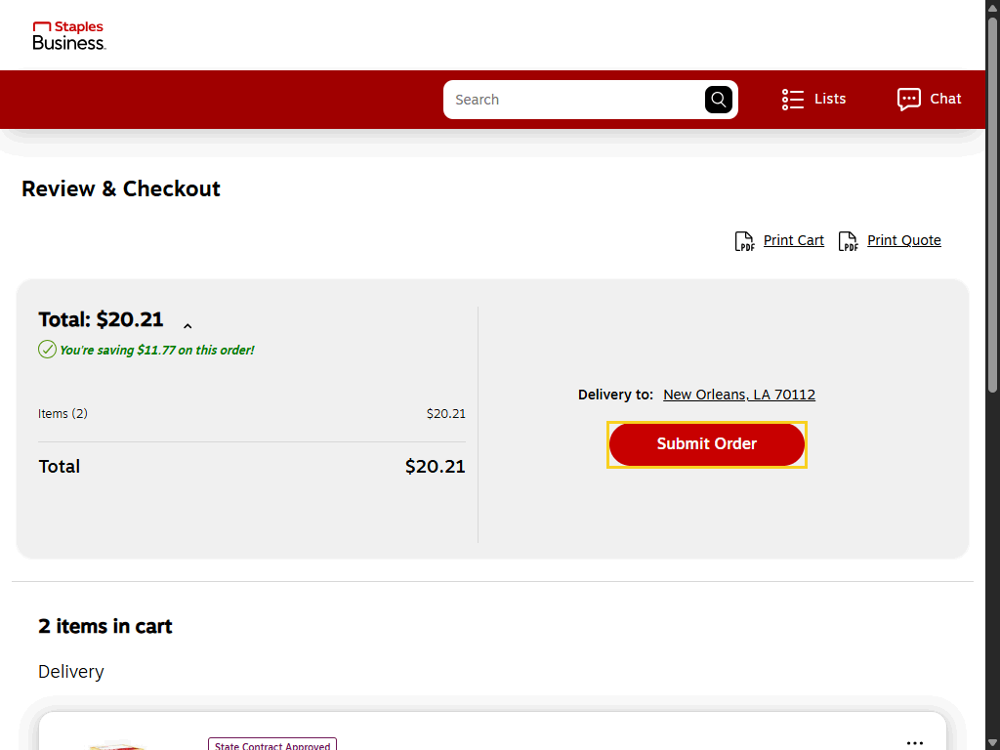 Staples
Business.
Search
Lists
Chat
Review & Checkout
PDF Print Cart PDF Print Quote
Total: $20.21
You're saving $11.77 on this order!
Items (2) $20.21
Total $20.21
Delivery to: New Orleans, LA 70112
Submit Order
2 items in cart
Delivery
State Contract Approved